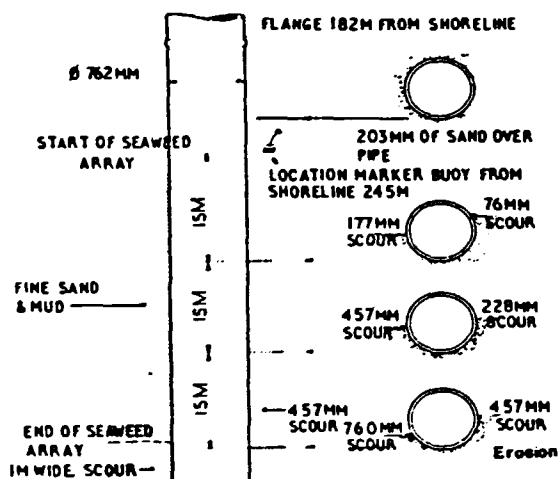 FLANGE 182M FROM SHORELINE
Ø 762MM
START OF SEAWEED
ARRAY
203MM OF SAND OVER
PIPE
LOCATION MARKER BUOY FROM
SHORELINE 245M
15M
177MM
SCOUR
76MM
SCOUR
FINE SAND
& MUD
15M
457MM
SCOUR
228MM
SCOUR
15M
457MM
SCOUR
760MM
SCOUR
457MM
SCOUR
Erosion
END OF SEAWEED
ARRAY
1M WIDE SCOUR